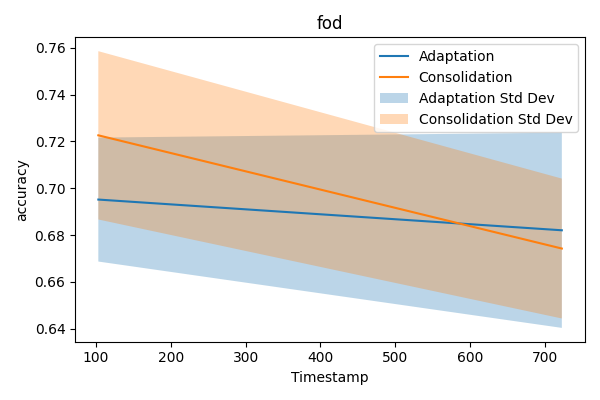 fod
0.76
0.74
0.72
0.70
0.68
0.66
0.64
accuracy
Adaptation
Consolidation
Adaptation Std Dev
Consolidation Std Dev
100 200 300 400 500 600 700
Timestamp